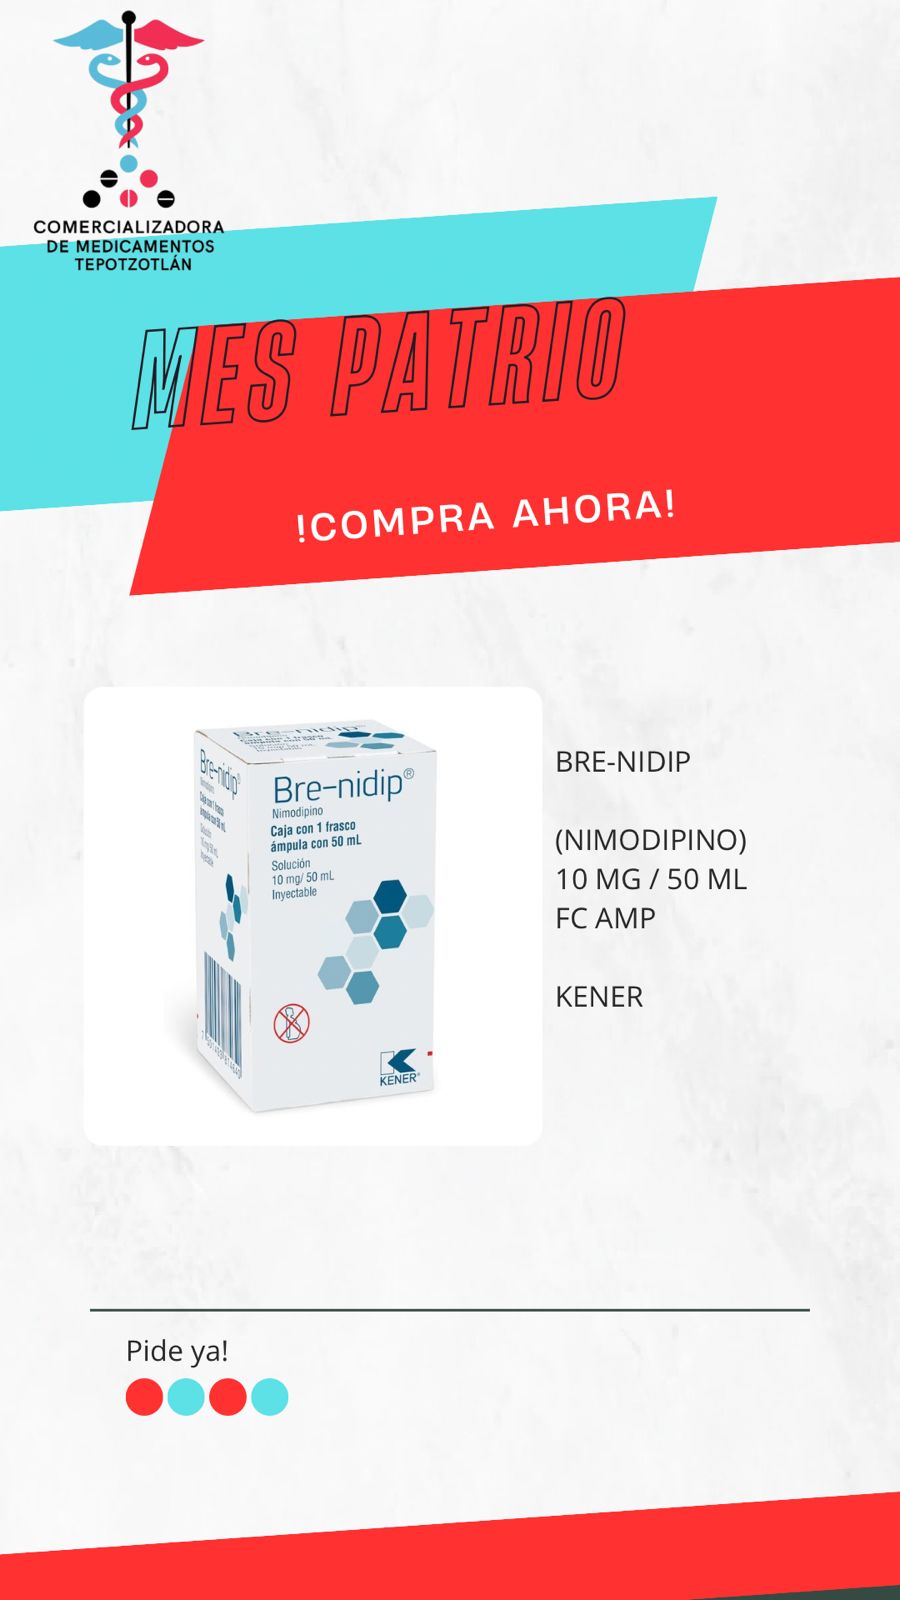 COMERCIALIZADORA
DE MEDICAMENTOS
TEPOTZOTLÁN
MES PATRIO
!COMPRA AHORA!
Bre-nidip®
Bre-nidip®
Nimodipino
Caja con 1 frasco
ámpula con 50 mL
Solución
10 mg/ 50 mL
Inyectable
KENER®
BRE-NIDIP
(NIMODIPINO)
10 MG / 50 ML
FC AMP
KENER
Pide ya!